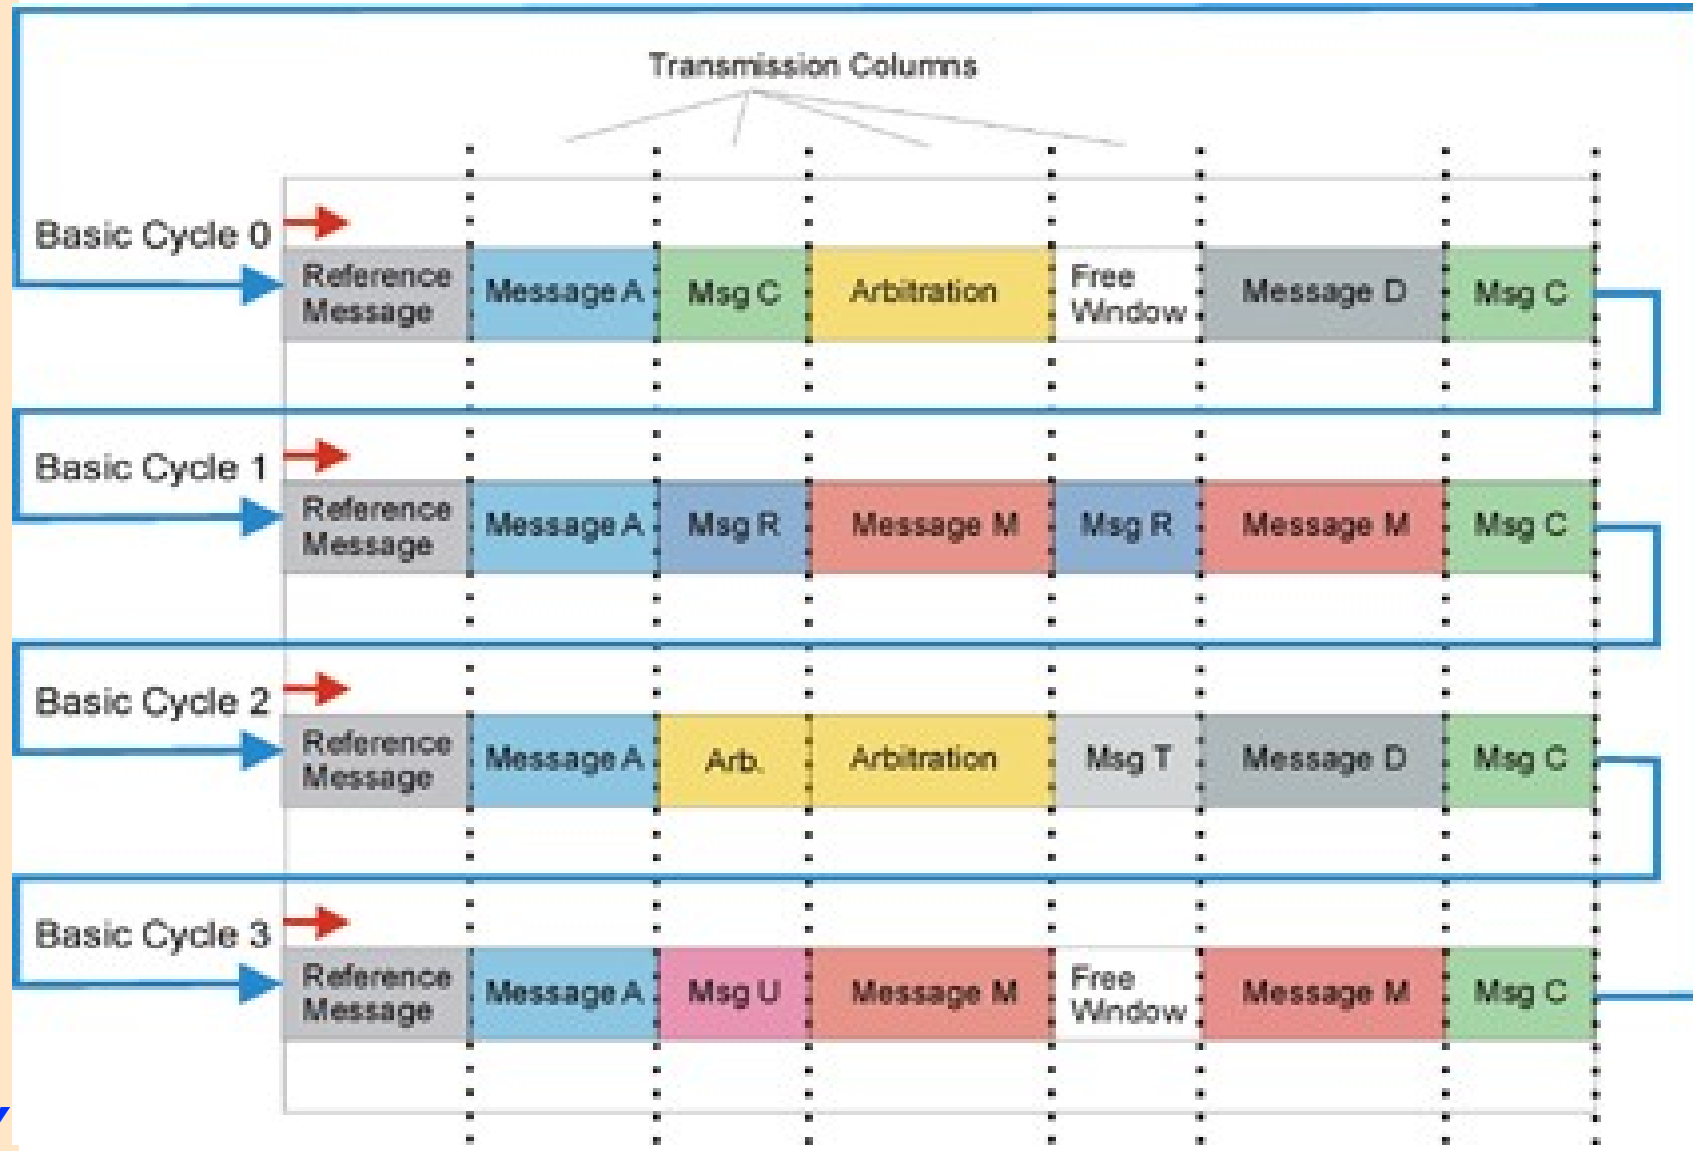 Transmission Columns
Basic Cycle 0
Reference
Message
Message A
Msg C
Arbitration
Free
Window
Message D
Msg C
Basic Cycle 1
Reference
Message
Message A
Msg R
Message M
Msg R
Message M
Msg C
Basic Cycle 2
Reference
Message
Message A
Arb.
Arbitration
Msg T
Message D
Msg C
Basic Cycle 3
Reference
Message
Message A
Msg U
Message M
Free
Window
Message M
Msg C